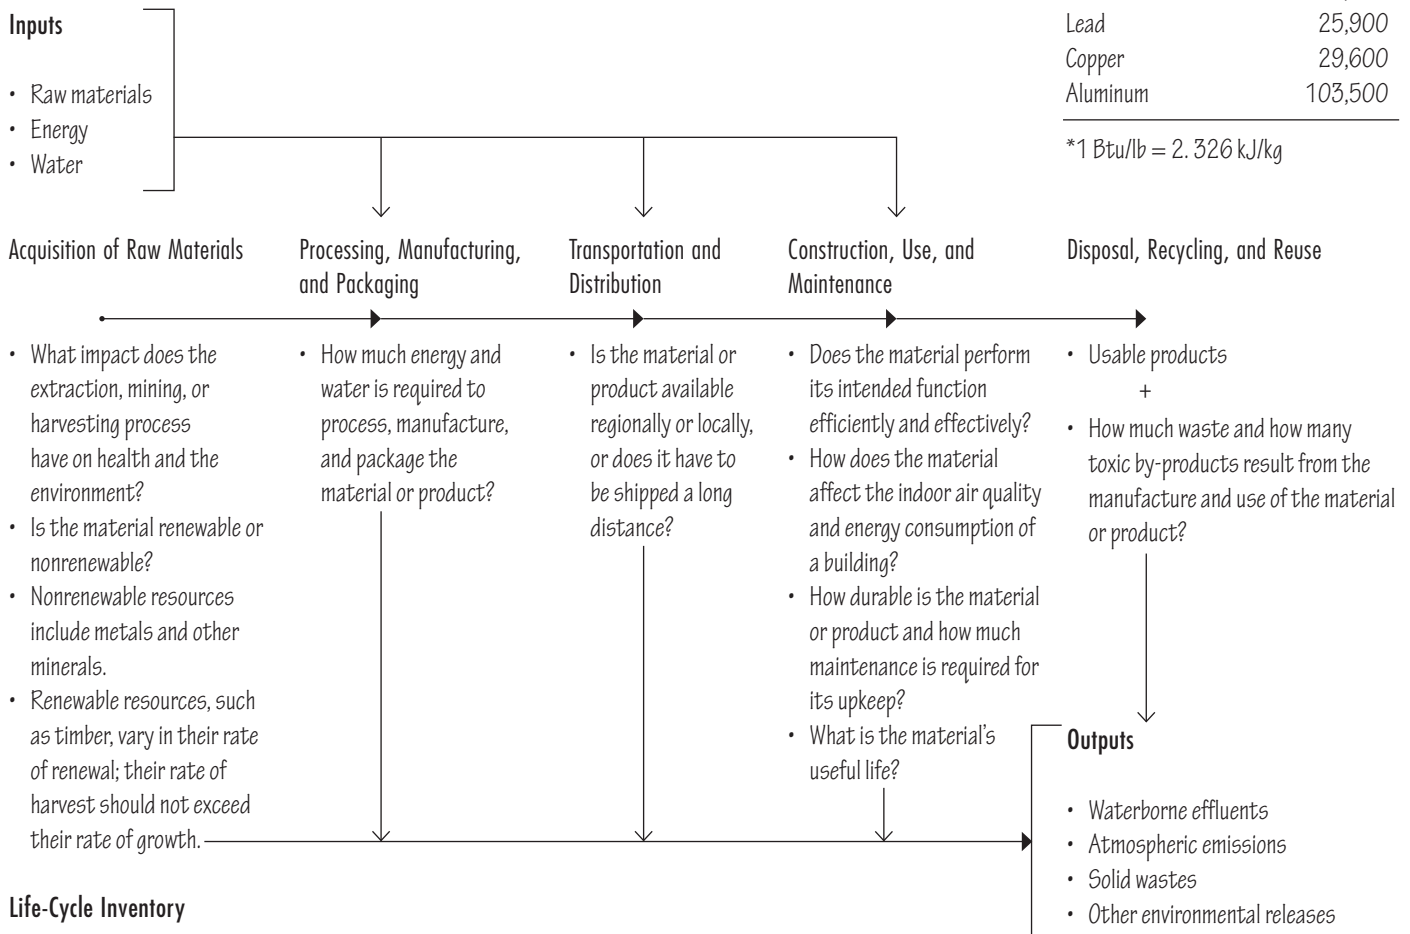 Inputs
• Raw materials
• Energy
• Water
Lead 25,900
Copper 29,600
Aluminum 103,500
*1 Btu/lb = 2. 326 kJ/kg
Acquisition of Raw Materials
• What impact does the
extraction, mining, or
harvesting process
have on health and the
environment?
• Is the material renewable or
nonrenewable?
• Nonrenewable resources
include metals and other
minerals.
• Renewable resources, such
as timber, vary in their rate
of renewal; their rate of
harvest should not exceed
their rate of growth.
Processing, Manufacturing,
and Packaging
• How much energy and
water is required to
process, manufacture,
and package the
material or product?
Transportation and
Distribution
• Is the material or
product available
regionally or locally,
or does it have to
be shipped a long
distance?
Construction, Use, and
Maintenance
• Does the material perform
its intended function
efficiently and effectively?
• How does the material
affect the indoor air quality
and energy consumption of
a building?
• How durable is the material
or product and how much
maintenance is required for
its upkeep?
• What is the material's
useful life?
Disposal, Recycling, and Reuse
• Usable products
+
• How much waste and how many
toxic by-products result from the
manufacture and use of the material
or product?
Outputs
• Waterborne effluents
• Atmospheric emissions
• Solid wastes
• Other environmental releases
Life-Cycle Inventory